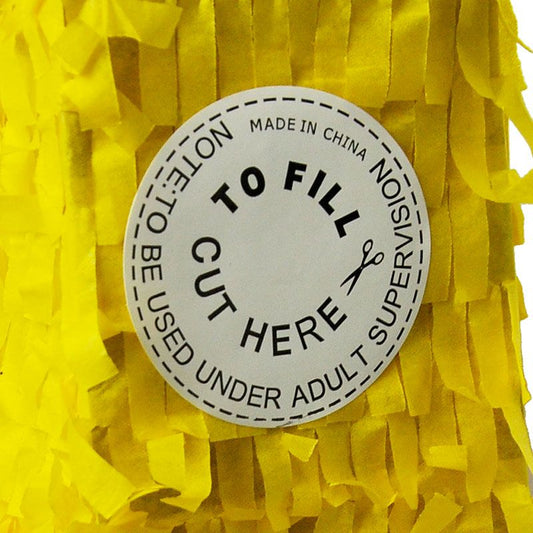 MADE IN CHINA
TO FILL
CUT HERE
NOTE:TO BE USED UNDER ADULT SUPERVISION